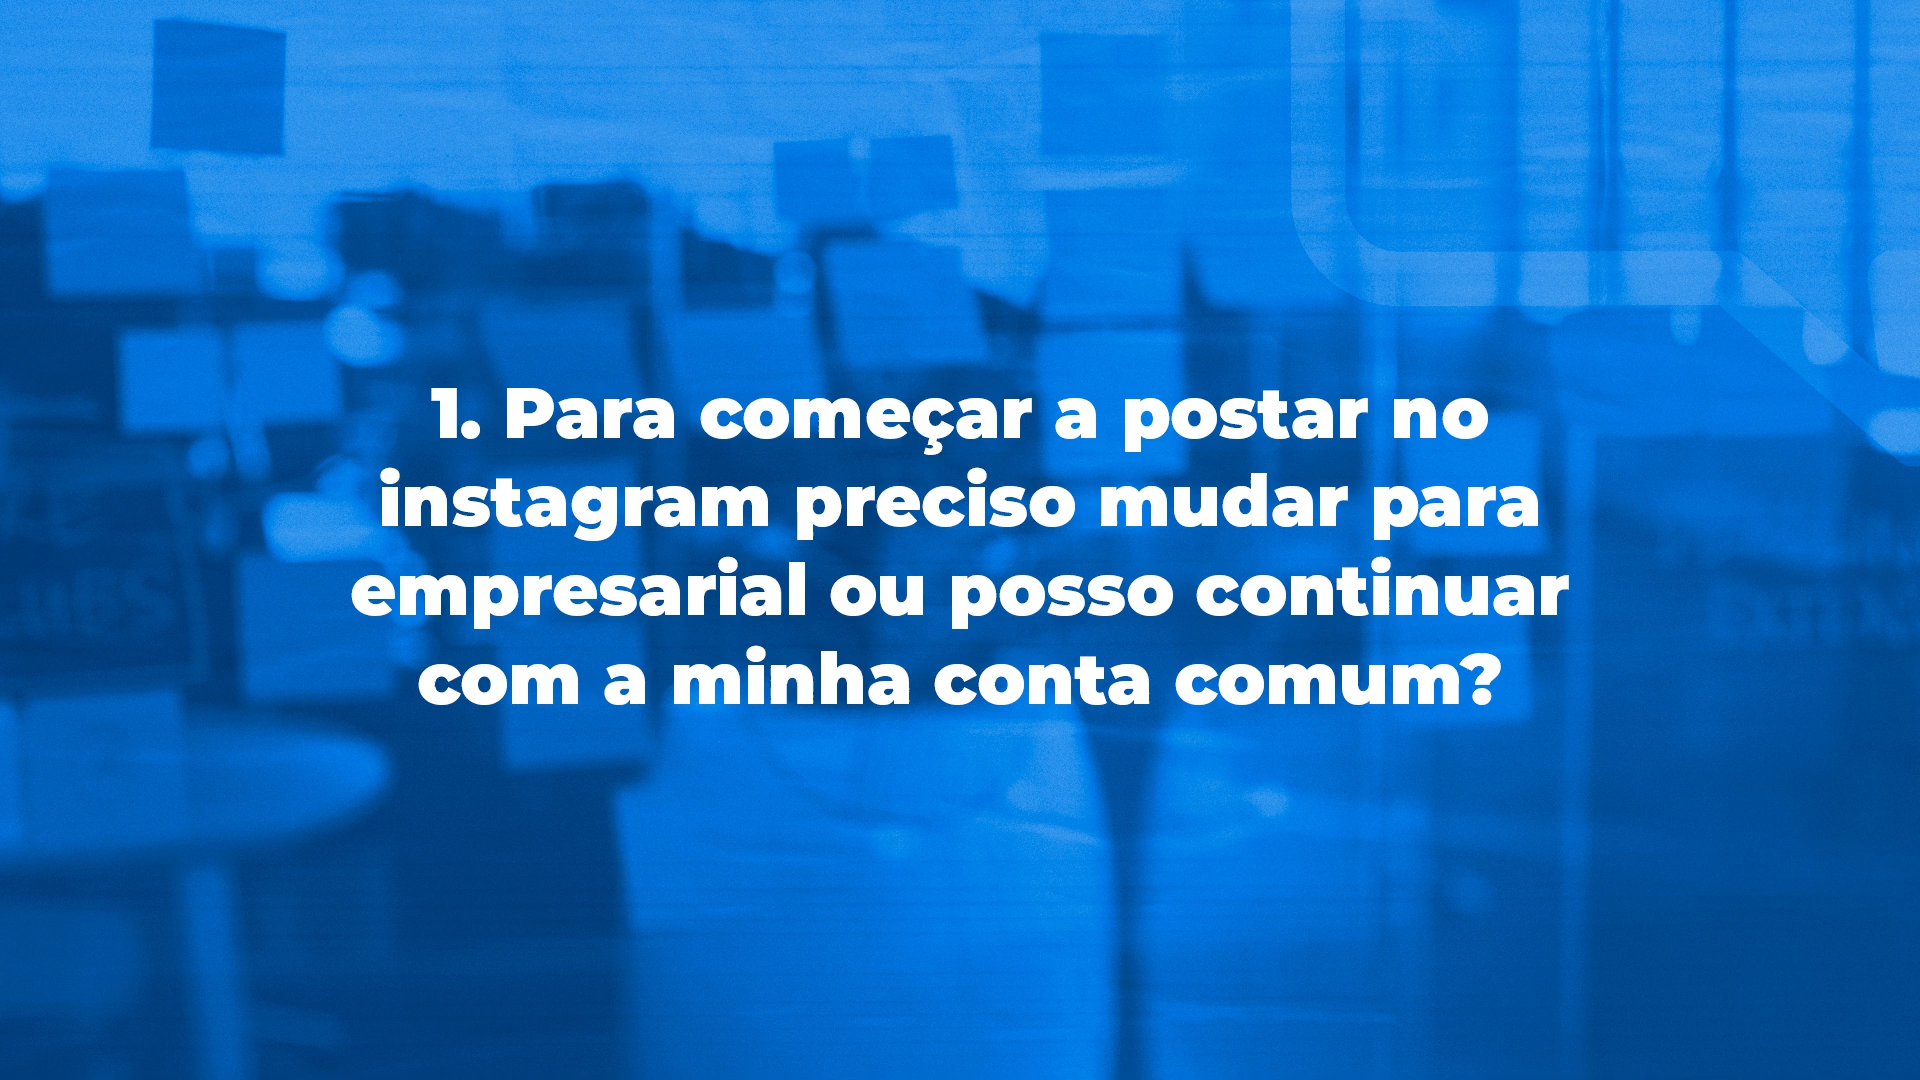 1. Para começar a postar no
instagram preciso mudar para
empresarial ou posso continuar
com a minha conta comum?